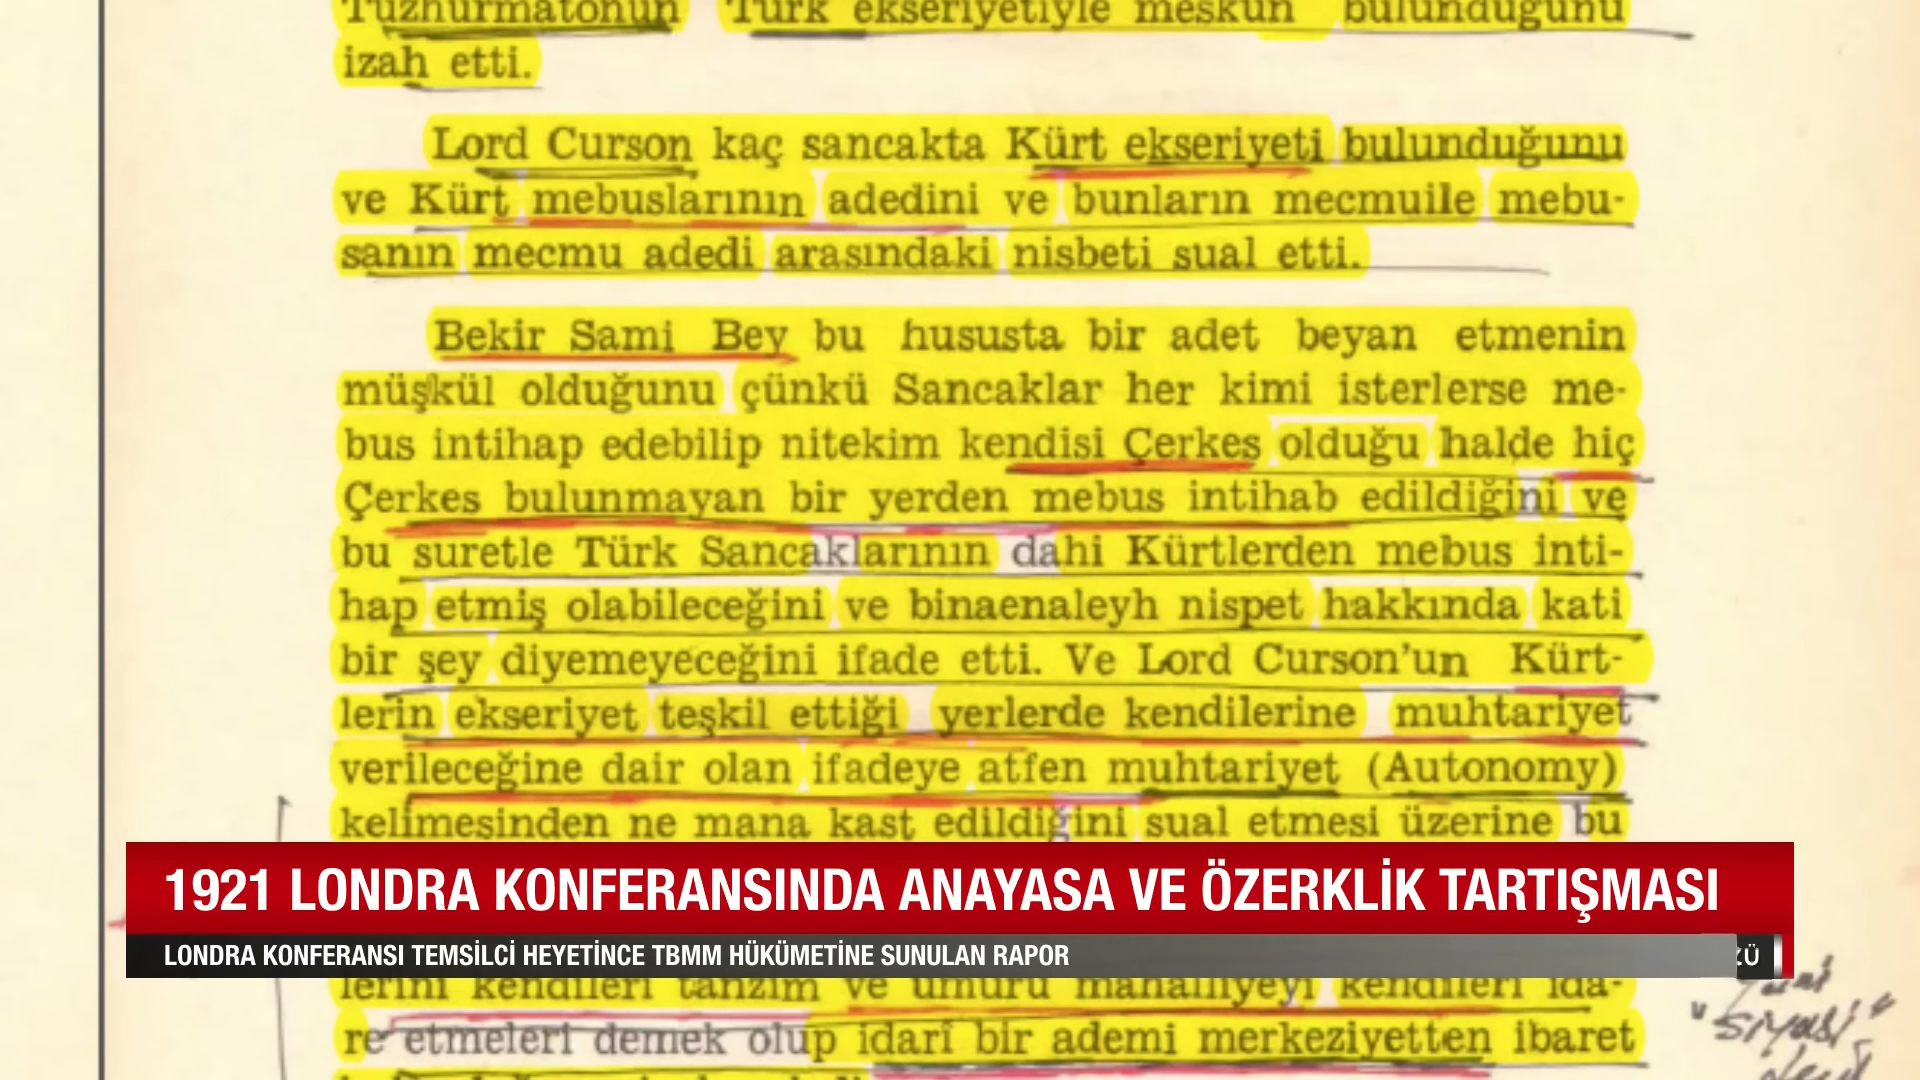 Tuzhurmatonun Türk ekseriyetiyle meskûn bulunduğunu
izah etti.
Lord Curson kaç sancakta Kürt ekseriyeti bulunduğunu
ve Kürt mebuslarının adedini ve bunların mecmuile mebu-
sanın mecmu adedi arasındaki nisbeti sual etti.
Bekir Sami Bey bu hususta bir adet beyan etmenin
müşkül olduğunu çünkü Sancaklar her kimi isterlerse me-
bus intihap edebilip nitekim kendisi Çerkes olduğu halde hiç
Çerkes bulunmayan bir yerden mebus intihab edildiğini ve
bu suretle Türk Sancaklarının dahi Kürtlerden mebus inti-
hap etmiş olabileceğini ve binaenaleyh nispet hakkında kati
bir şey diyemeyeceğini ifade etti. Ve Lord Curson'un Kürt-
lerin ekseriyet teşkil ettiği yerlerde kendilerine muhtariyet
verileceğine dair olan ifadeye atfen muhtariyet (Autonomy)
kelimesinden ne mana kast edildiğini sual etmesi üzerine bu
1921 LONDRA KONFERANSINDA ANAYASA VE ÖZERKLİK TARTIŞMASI
LONDRA KONFERANSI TEMSİLCİ HEYETİNCE TBMM HÜKÜMETİNE SUNULAN RAPOR
ZÜ
lerini kendileri tanzim ve umuru mahalliyeyi kendileri ida-
re etmeleri demek olup idarî bir ademi merkeziyetten ibaret
"siyasi"